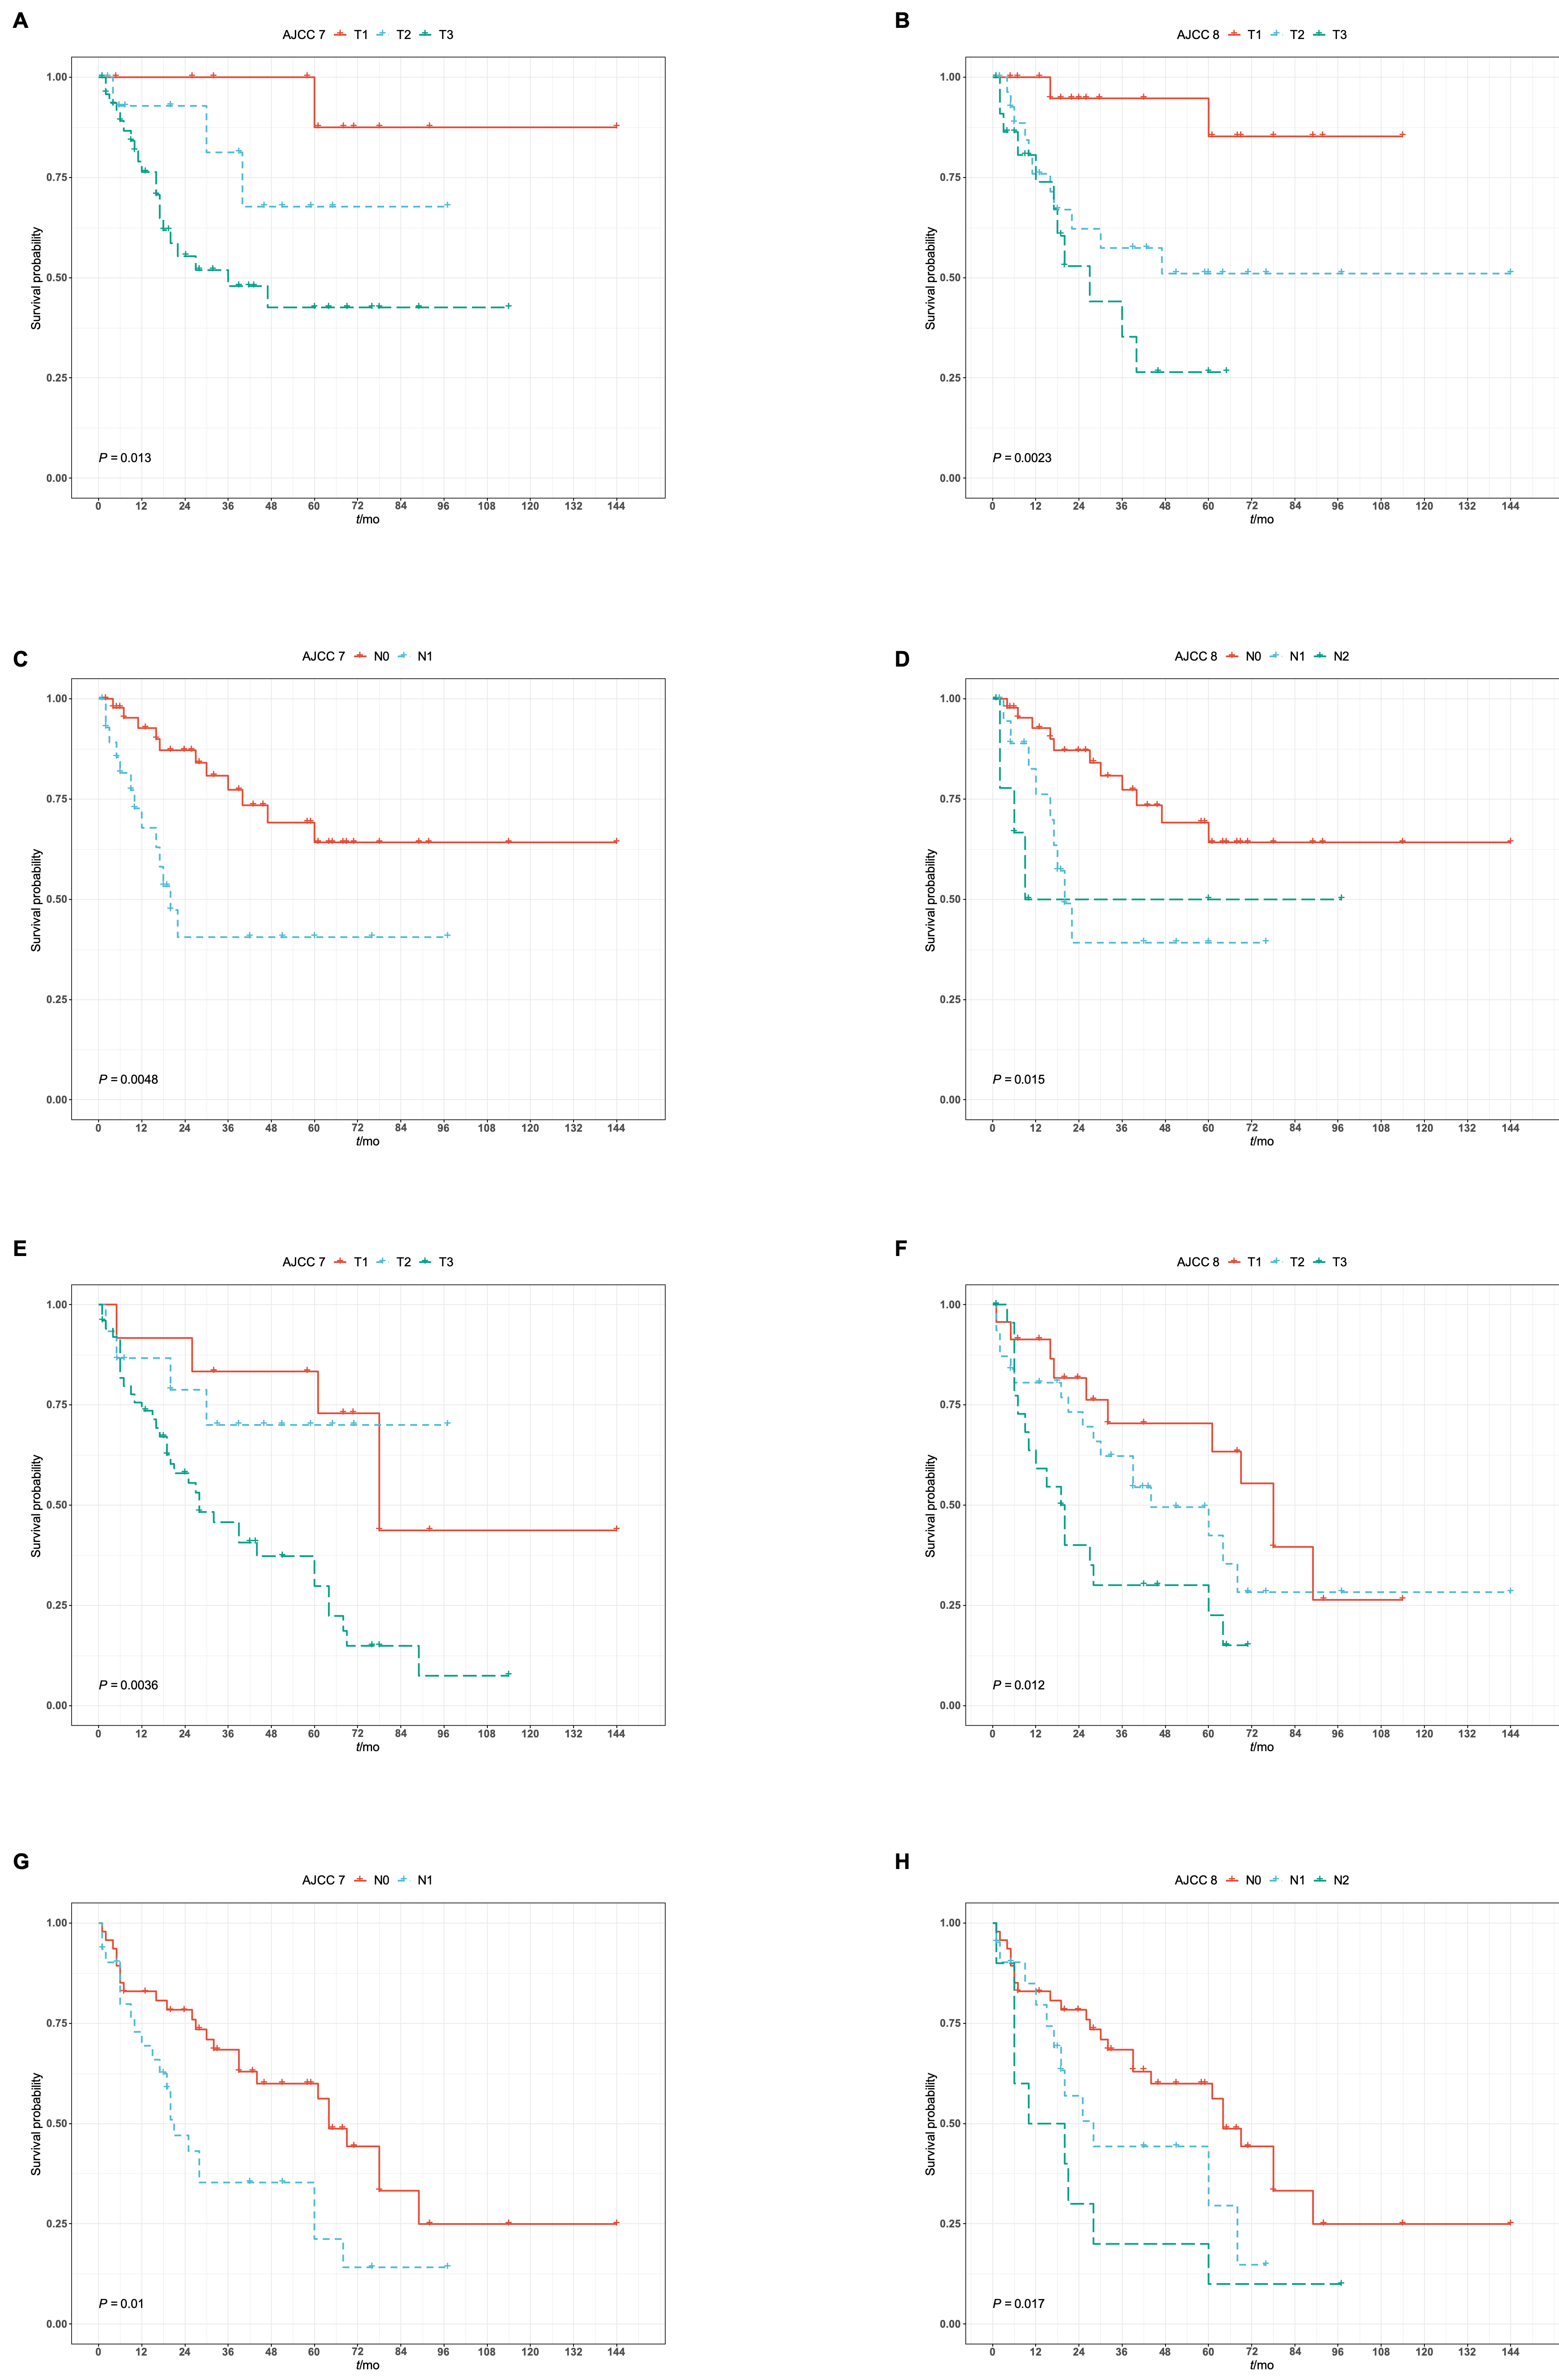 A
AJCC 7 T1 T2 T3
1.00
0.75
0.50
0.25
0.00
Survival probability
P = 0.013
0 12 24 36 48 60 72 84 96 108 120 132 144
t/mo
B
AJCC 8 T1 T2 T3
1.00
0.75
0.50
0.25
0.00
Survival probability
P = 0.0023
0 12 24 36 48 60 72 84 96 108 120 132 144
t/mo
C
AJCC 7 N0 N1
1.00
0.75
0.50
0.25
0.00
Survival probability
P = 0.0048
0 12 24 36 48 60 72 84 96 108 120 132 144
t/mo
D
AJCC 8 N0 N1 N2
1.00
0.75
0.50
0.25
0.00
Survival probability
P = 0.015
0 12 24 36 48 60 72 84 96 108 120 132 144
t/mo
E
AJCC 7 T1 T2 T3
1.00
0.75
0.50
0.25
0.00
Survival probability
P = 0.0036
0 12 24 36 48 60 72 84 96 108 120 132 144
t/mo
F
AJCC 8 T1 T2 T3
1.00
0.75
0.50
0.25
0.00
Survival probability
P = 0.012
0 12 24 36 48 60 72 84 96 108 120 132 144
t/mo
G
AJCC 7 N0 N1
1.00
0.75
0.50
0.25
0.00
Survival probability
P = 0.01
0 12 24 36 48 60 72 84 96 108 120 132 144
t/mo
H
AJCC 8 N0 N1 N2
1.00
0.75
0.50
0.25
0.00
Survival probability
P = 0.017
0 12 24 36 48 60 72 84 96 108 120 132 144
t/mo